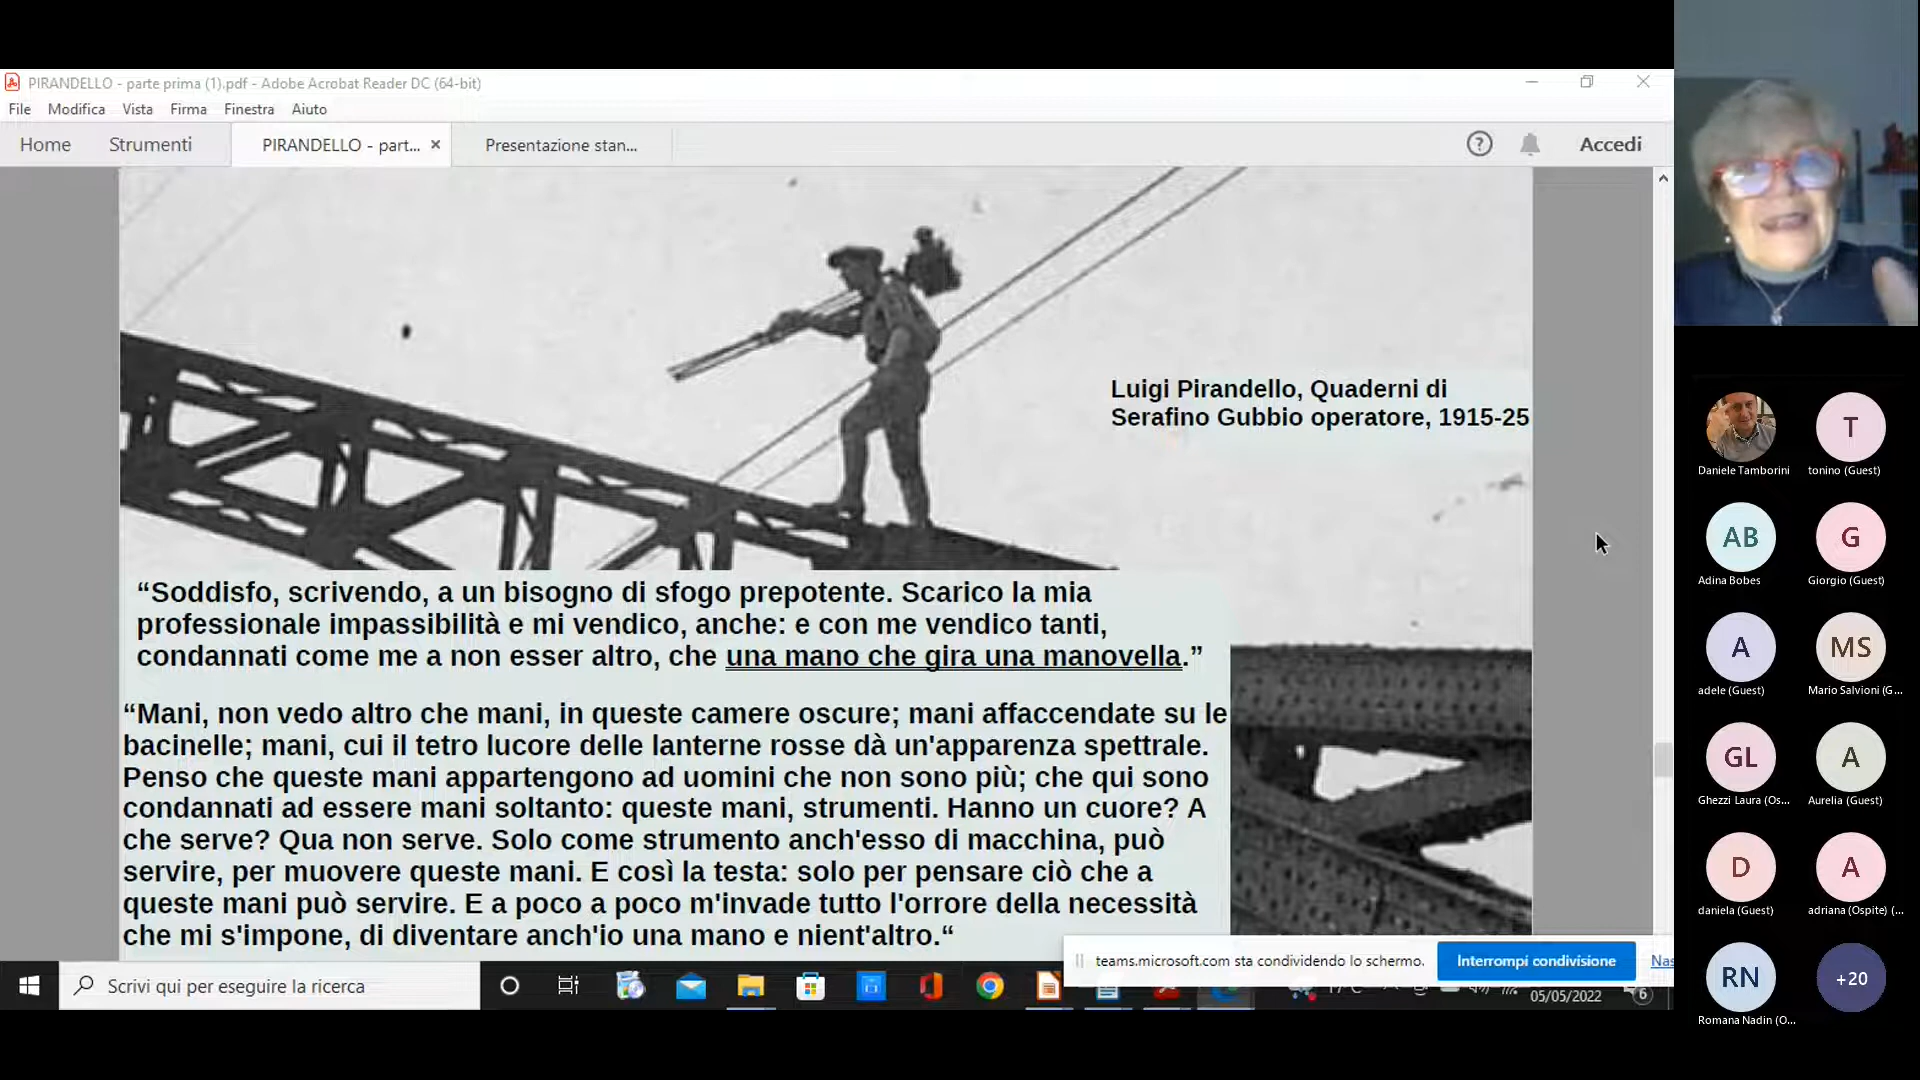 PIRANDELLO - parte prima (1).pdf - Adobe Acrobat Reader DC (64-bit)
File Modifica Vista Firma Finestra Aiuto
Home Strumenti PIRANDELLO - part... × Presentazione stan... ? Accedi
Luigi Pirandello, Quaderni di
Serafino Gubbio operatore, 1915-25
“Soddisfo, scrivendo, a un bisogno di sfogo prepotente. Scarico la mia
professionale impassibilità e mi vendico, anche: e con me vendico tanti,
condannati come me a non esser altro, che una mano che gira una manovella.”
“Mani, non vedo altro che mani, in queste camere oscure; mani affaccendate su le
bacinelle; mani, cui il tetro lucore delle lanterne rosse dà un'apparenza spettrale.
Penso che queste mani appartengono ad uomini che non sono più; che qui sono
condannati ad essere mani soltanto: queste mani, strumenti. Hanno un cuore? A
che serve? Qua non serve. Solo come strumento anch'esso di macchina, può
servire, per muovere queste mani. E così la testa: solo per pensare ciò che a
queste mani può servire. E a poco a poco m'invade tutto l'orrore della necessità
che mi s'impone, di diventare anch'io una mano e nient'altro.“
teams.microsoft.com sta condividendo lo schermo. Interrompi condivisione Nas
Scrivi qui per eseguire la ricerca
05/05/2022 6
T
Daniele Tamborini tonino (Guest)
AB G
Adina Bobes Giorgio (Guest)
A MS
adele (Guest) Mario Salvioni (G...
GL A
Ghezzi Laura (Os... Aurelia (Guest)
D A
daniela (Guest) adriana (Ospite) (...
RN +20
Romana Nadin (O...